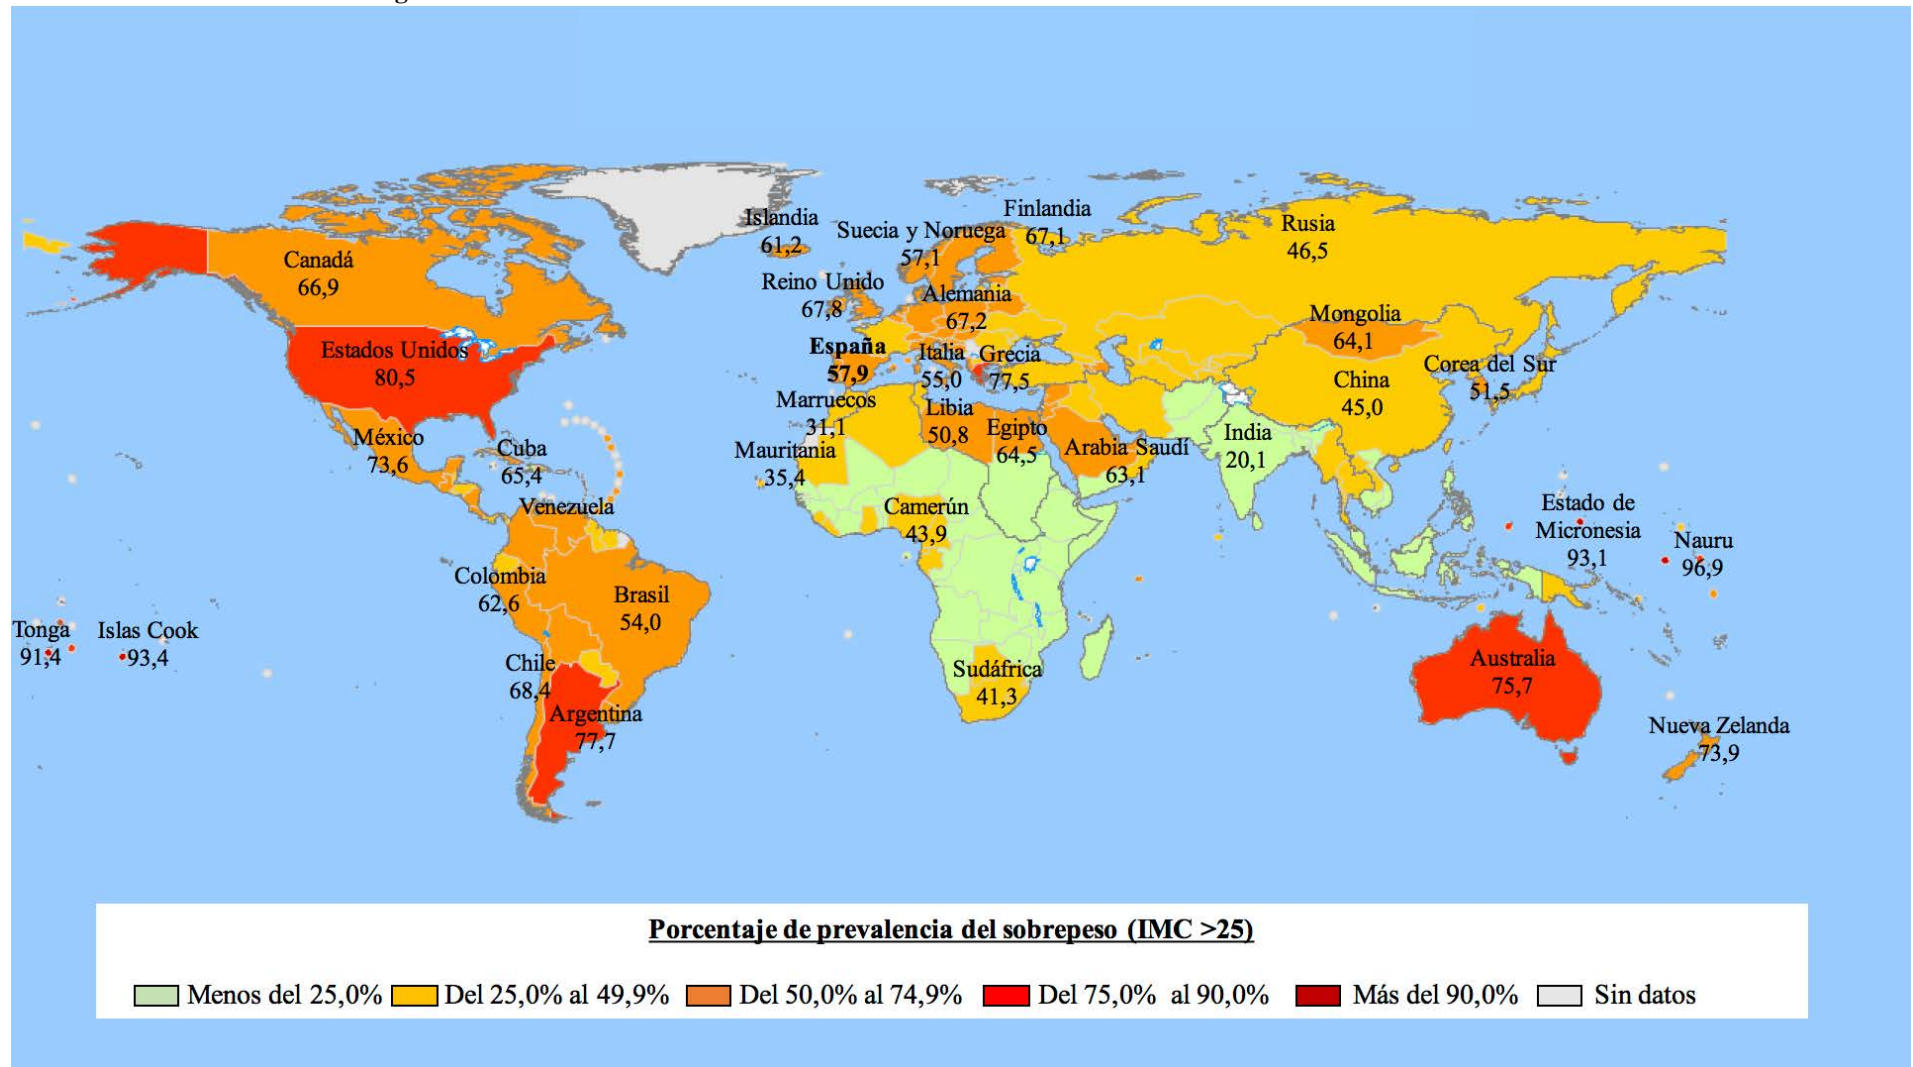 Islandia
61,2
Finlandia
67,1
Suecia y Noruega
57,1
Rusia
46,5
Canadá
66,9
Reino Unido
67,8
Alemania
67,2
Mongolia
64,1
Estados Unidos
80,5
España
57,9
Italia
55,0
Grecia
77,5
Corea del Sur
51,5
China
45,0
Marruecos
31,1
Libia
50,8
Egipto
64,5
Arabia Saudí
63,1
India
20,1
México
73,6
Cuba
65,4
Mauritania
35,4
Venezuela
Camerún
43,9
Estado de
Micronesia
93,1
Nauru
96,9
Colombia
62,6
Brasil
54,0
Tonga
91,4
Islas Cook
93,4
Chile
68,4
Sudáfrica
41,3
Australia
75,7
Argentina
77,7
Nueva Zelanda
73,9
Porcentaje de prevalencia del sobrepeso (IMC >25)
Menos del 25,0% Del 25,0% al 49,9% Del 50,0% al 74,9% Del 75,0% al 90,0% Más del 90,0% Sin datos